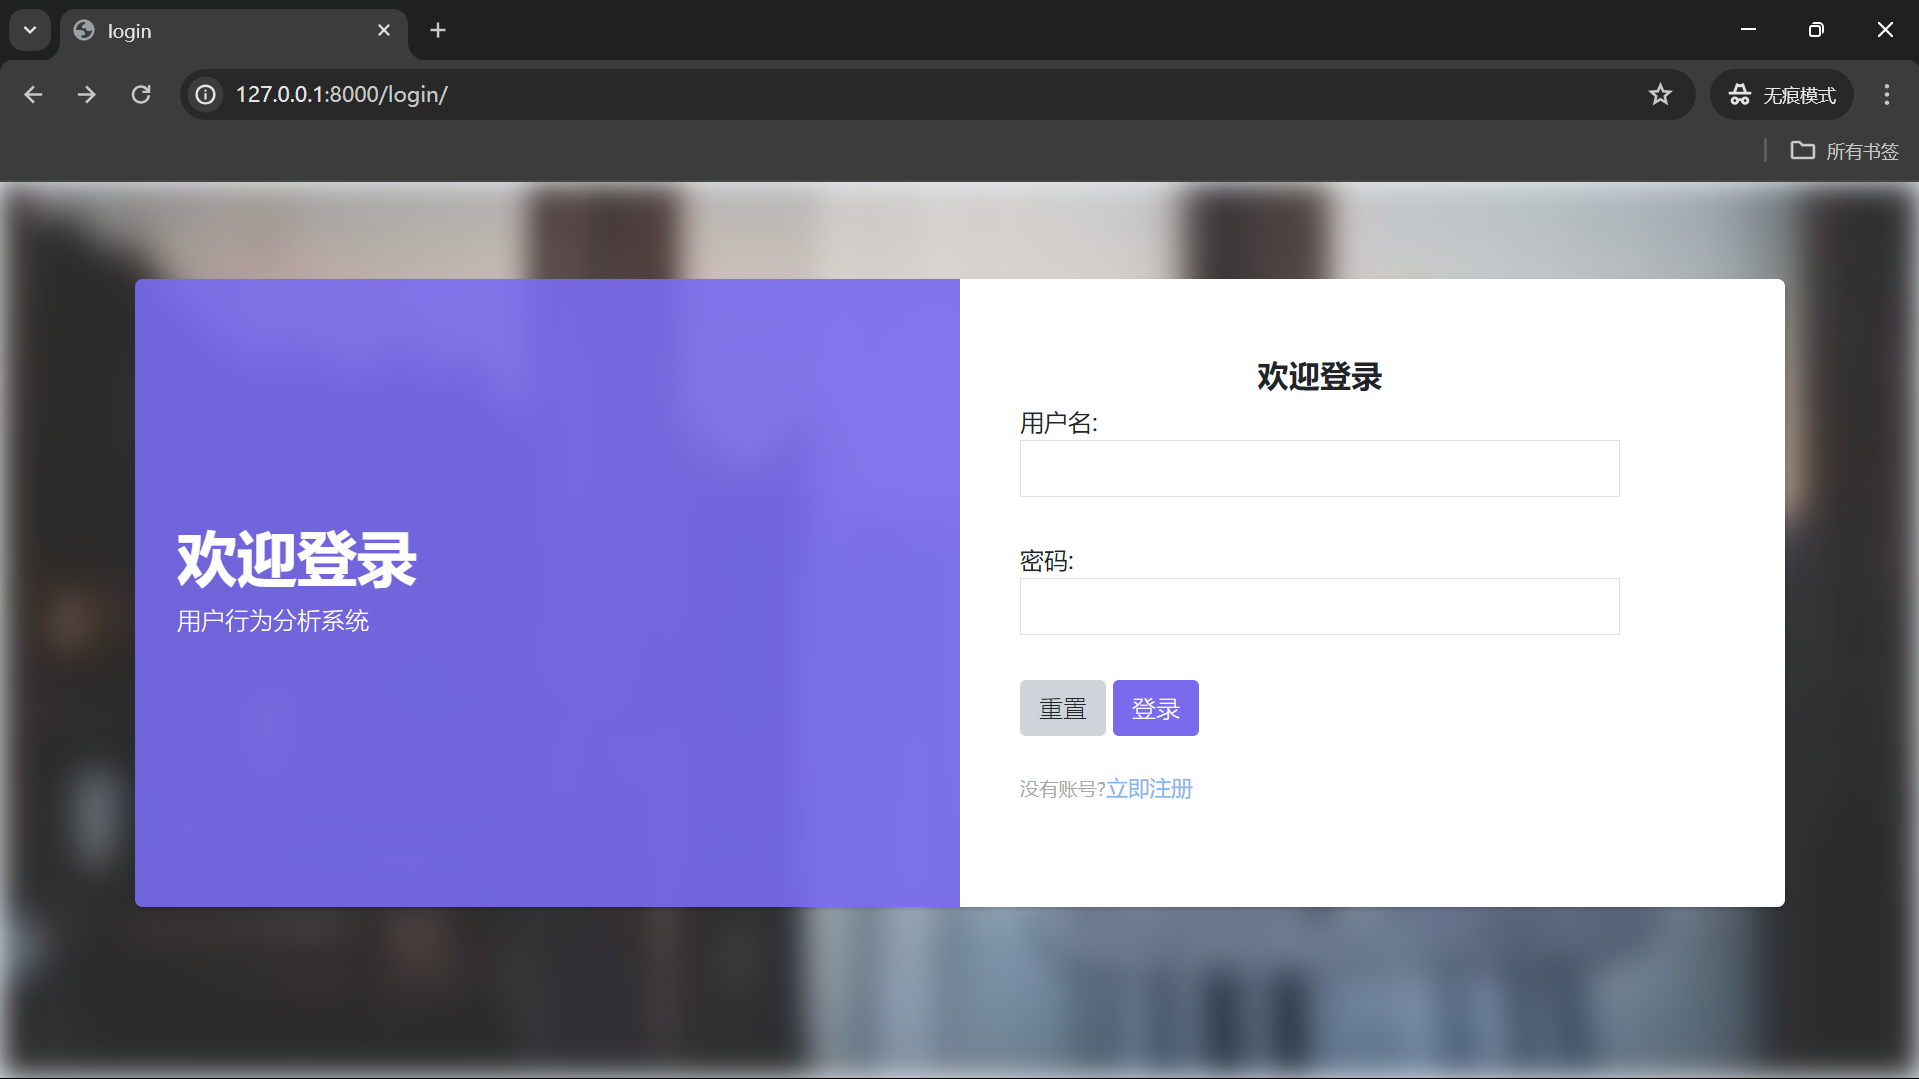 login
127.0.0.1:8000/login/
无痕模式
所有书签
欢迎登录
用户行为分析系统
欢迎登录
用户名:
密码:
重置 登录
没有账号?立即注册